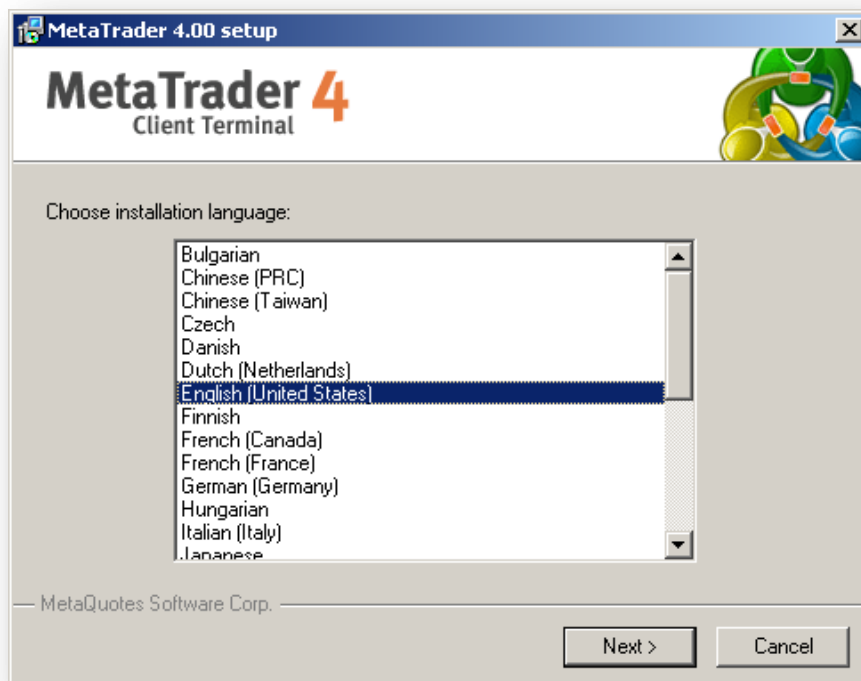 MetaTrader 4.00 setup
MetaTrader 4
Client Terminal
Choose installation language:
Bulgarian
Chinese (PRC)
Chinese (Taiwan)
Czech
Danish
Dutch (Netherlands)
English (United States)
Finnish
French (Canada)
French (France)
German (Germany)
Hungarian
Italian (Italy)
Japanese
MetaQuotes Software Corp.
Next >
Cancel